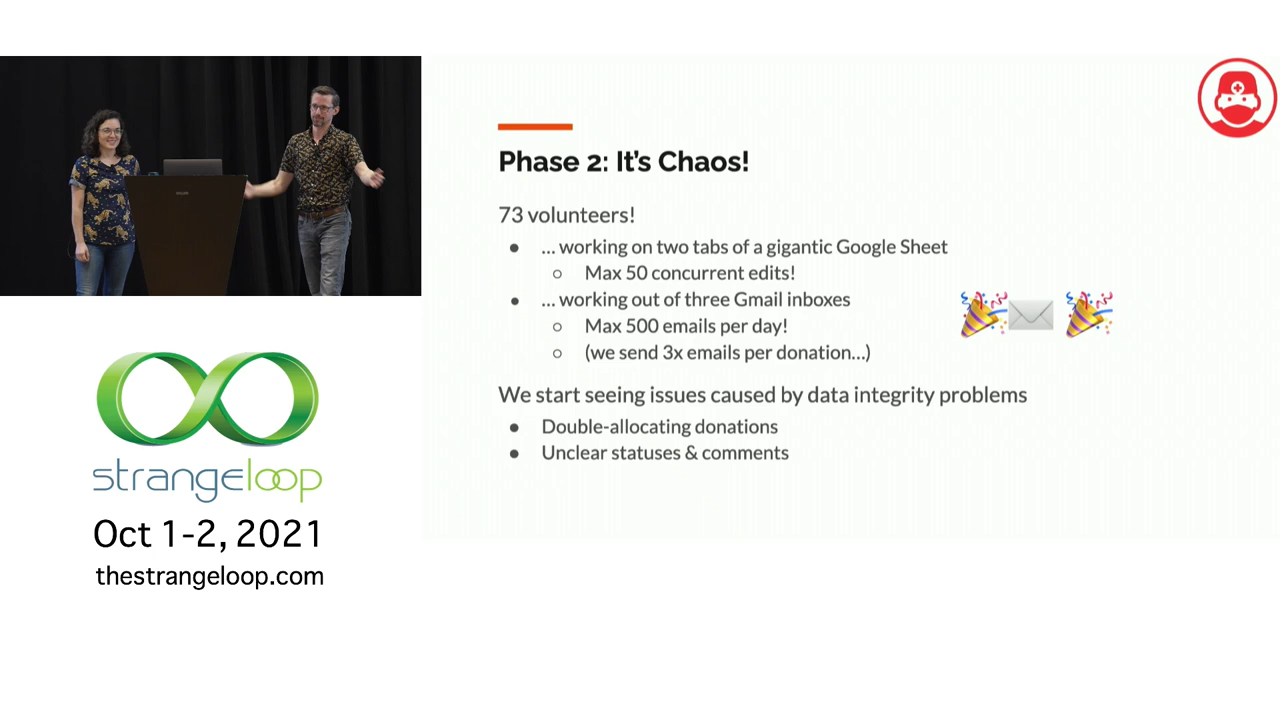 Phase 2: It's Chaos!
73 volunteers!
● ... working on two tabs of a gigantic Google Sheet
○ Max 50 concurrent edits!
● ... working out of three Gmail inboxes
○ Max 500 emails per day!
○ (we send 3x emails per donation...)
We start seeing issues caused by data integrity problems
● Double-allocating donations
● Unclear statuses & comments
strangeloop
Oct 1-2, 2021
thestrangeloop.com